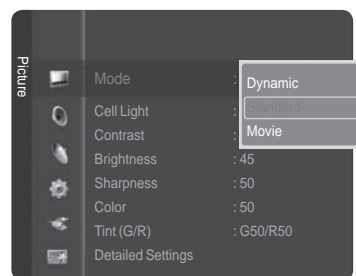 Picture
Mode : Dynamic
Standard
Cell Light :
Contrast : Movie
Brightness : 45
Sharpness : 50
Color : 50
Tint (G/R) : G50/R50
Detailed Settings